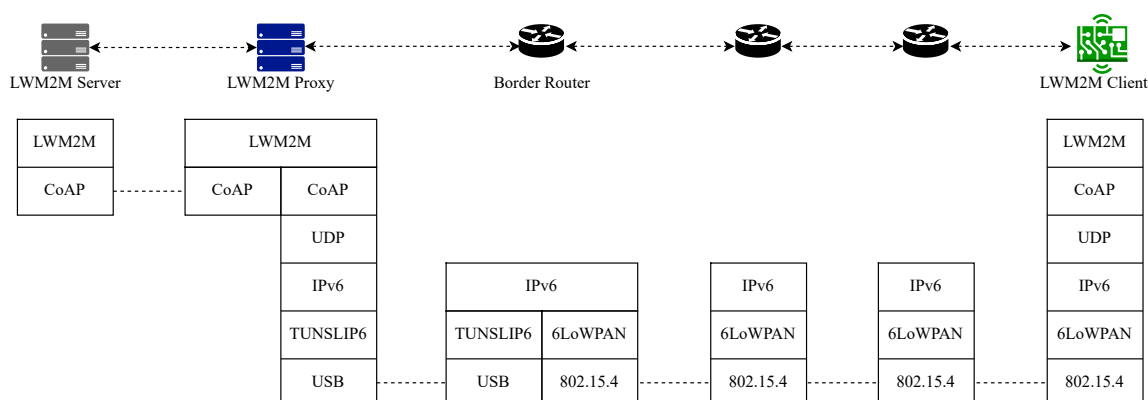 LWM2M Server
LWM2M Proxy
Border Router
LWM2M Client
LWM2M
LWM2M
LWM2M
CoAP
CoAP
CoAP
CoAP
UDP
UDP
IPv6
IPv6
IPv6
IPv6
IPv6
TUNSLIP6
TUNSLIP6
6LoWPAN
6LoWPAN
6LoWPAN
6LoWPAN
USB
USB
802.15.4
802.15.4
802.15.4
802.15.4